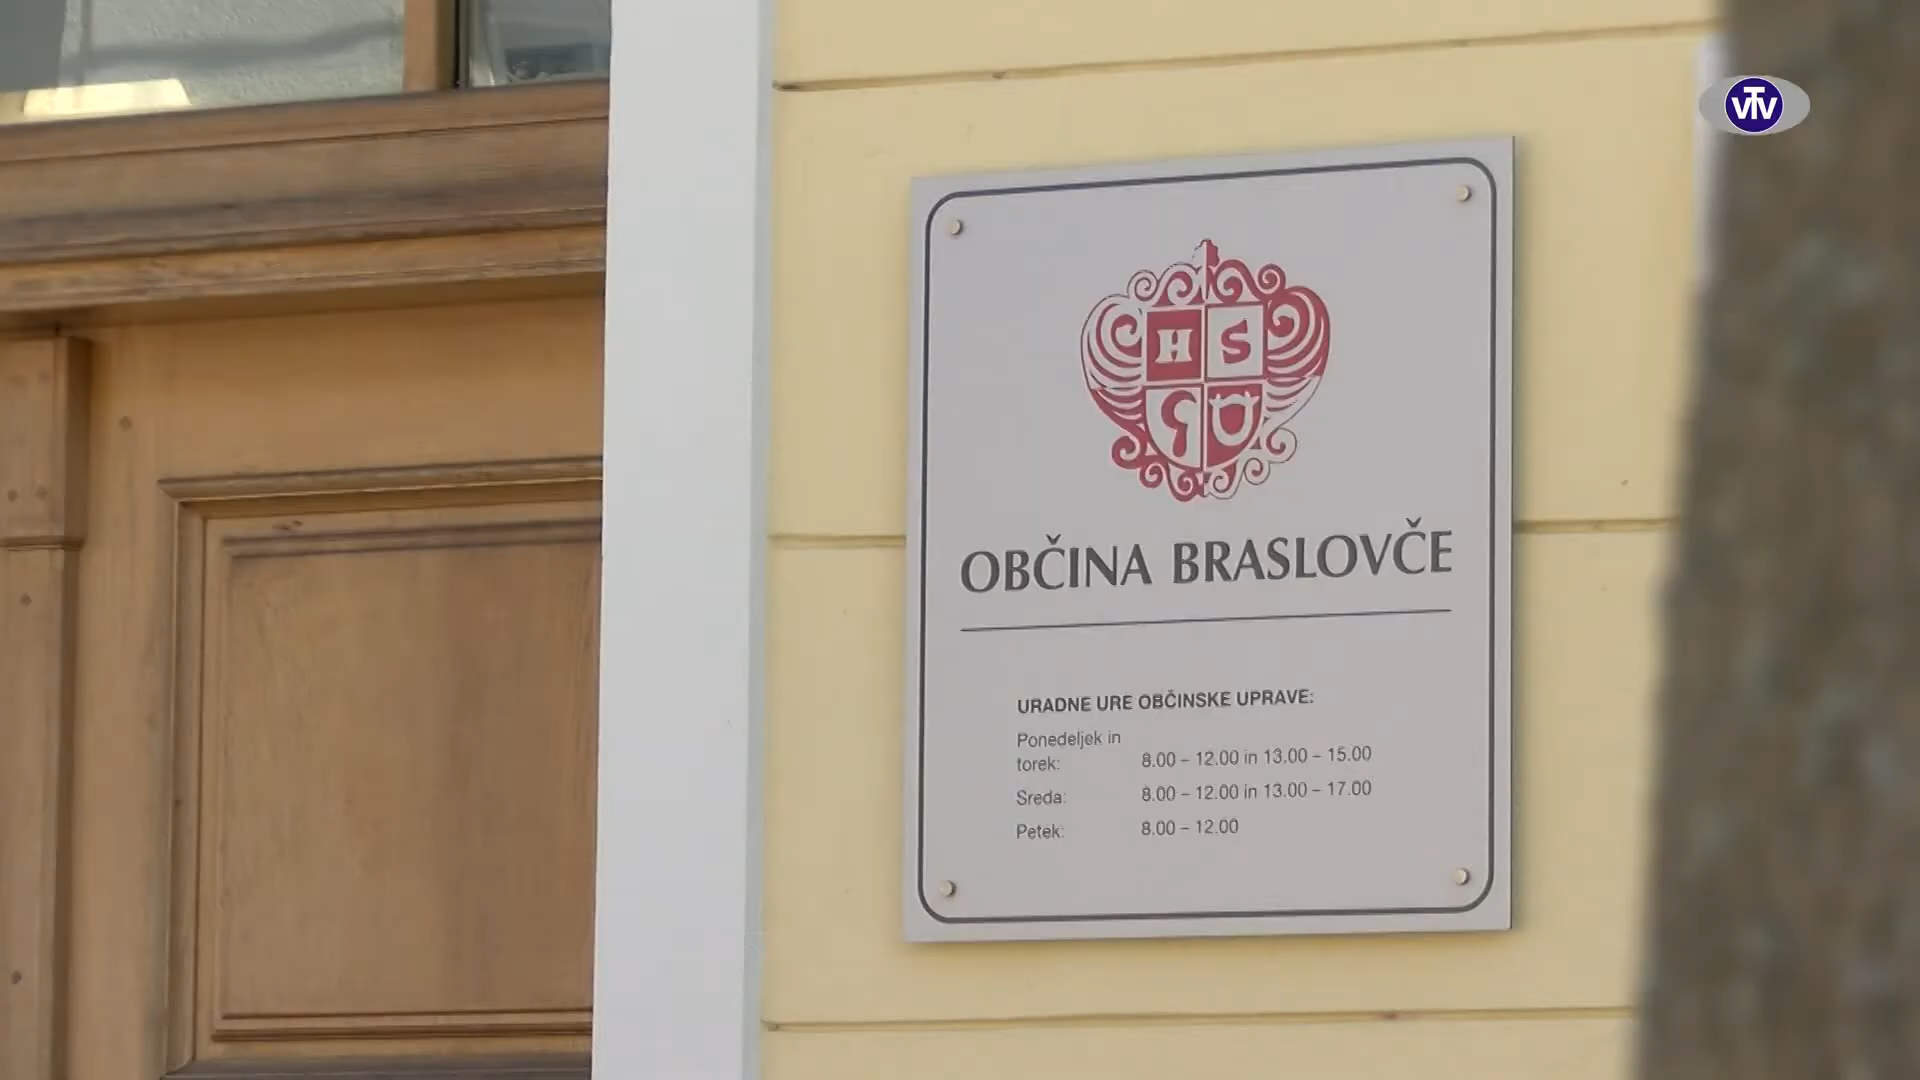 VTV
H S
OBČINA BRASLOVČE
URADNE URE OBČINSKE UPRAVE:
Ponedeljek in
torek: 8.00 – 12.00 in 13.00 – 15.00
Sreda: 8.00 – 12.00 in 13.00 – 17.00
Petek: 8.00 – 12.00